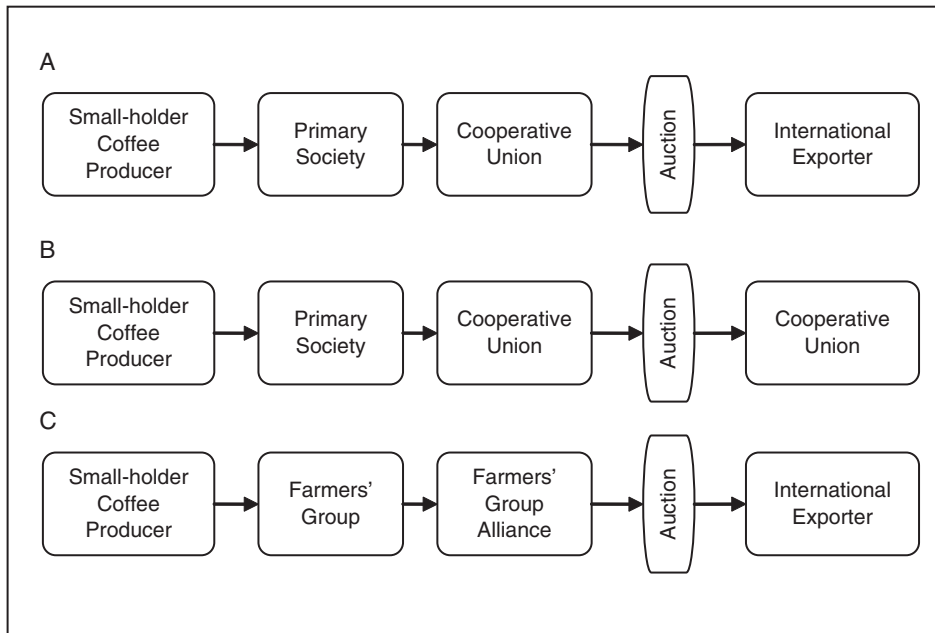 A
Small-holder
Coffee
Producer
Primary
Society
Cooperative
Union
Auction
International
Exporter
B
Small-holder
Coffee
Producer
Primary
Society
Cooperative
Union
Auction
Cooperative
Union
C
Small-holder
Coffee
Producer
Farmers’
Group
Farmers’
Group
Alliance
Auction
International
Exporter